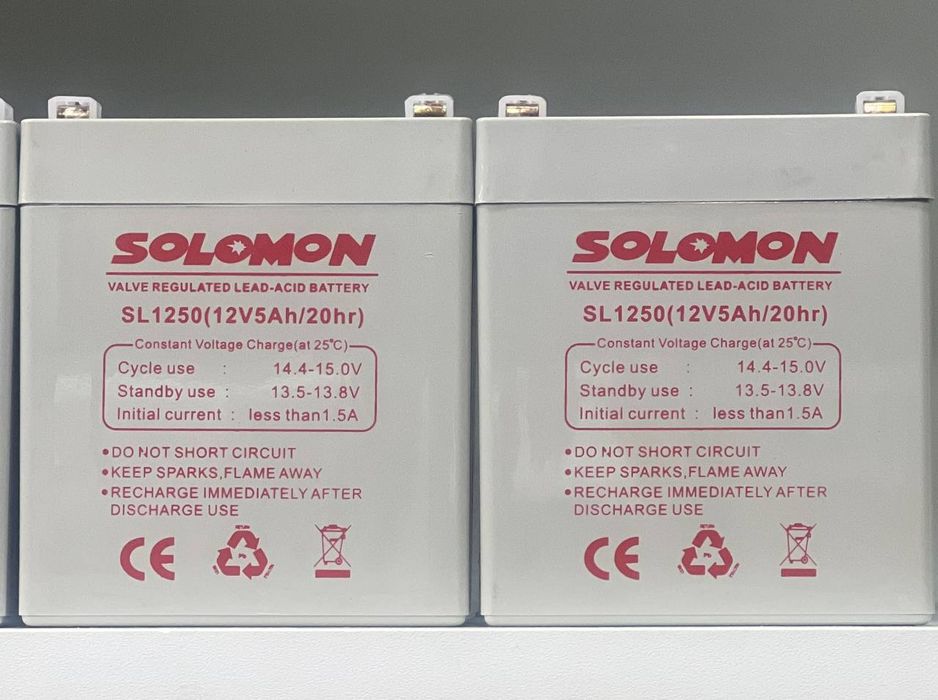 SOLOMON
VALVE REGULATED LEAD-ACID BATTERY
SL1250(12V5Ah/20hr)
Constant Voltage Charge(at 25°C)
Cycle use : 14.4-15.0V
Standby use : 13.5-13.8V
Initial current : less than1.5A
•DO NOT SHORT CIRCUIT
•KEEP SPARKS,FLAME AWAY
•RECHARGE IMMEDIATELY AFTER
DISCHARGE USE
CE
RETURN
Pb
SOLOMON
VALVE REGULATED LEAD-ACID BATTERY
SL1250(12V5Ah/20hr)
Constant Voltage Charge(at 25°C)
Cycle use : 14.4-15.0V
Standby use : 13.5-13.8V
Initial current : less than1.5A
•DO NOT SHORT CIRCUIT
•KEEP SPARKS,FLAME AWAY
•RECHARGE IMMEDIATELY AFTER
DISCHARGE USE
CE
RETURN
Pb